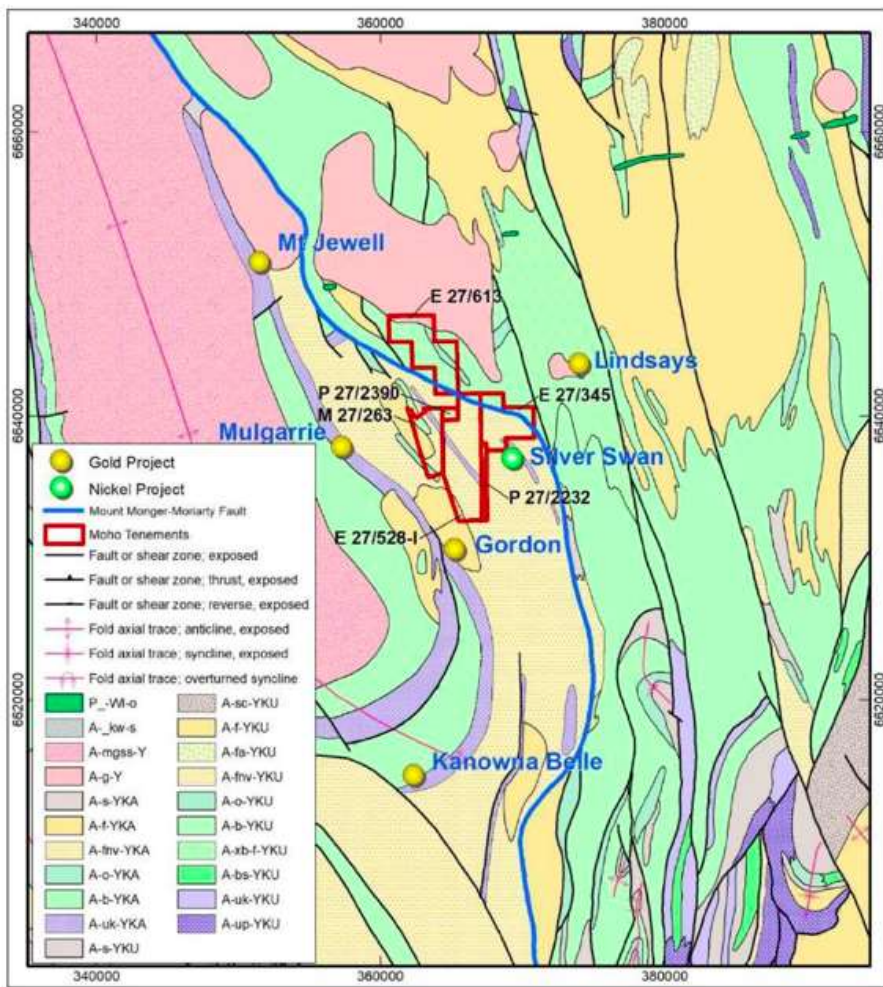 340000 360000 380000
6660000 6660000
Mt Jewell
E 27/613
Lindsays
P 27/2390
E 27/345
M 27/263
6640000 6640000
Mulgarrie
Silver Swan
P 27/2232
E 27/528-I
Gordon
Gold Project
Nickel Project
Mount Monger-Moriarty Fault
Moho Tenements
Fault or shear zone; exposed
Fault or shear zone; thrust, exposed
Fault or shear zone; reverse, exposed
Fold axial trace; anticline, exposed
Fold axial trace; syncline, exposed
Fold axial trace; overturned syncline
6620000 6620000
Kanowna Belle
P_-WI-o
A-_kw-s
A-mgss-Y
A-g-Y
A-s-YKA
A-f-YKA
A-fnv-YKA
A-o-YKA
A-b-YKA
A-uk-YKA
A-s-YKU
A-sc-YKU
A-f-YKU
A-fa-YKU
A-fnv-YKU
A-o-YKU
A-b-YKU
A-xb-f-YKU
A-bs-YKU
A-uk-YKU
A-up-YKU
340000 360000 380000